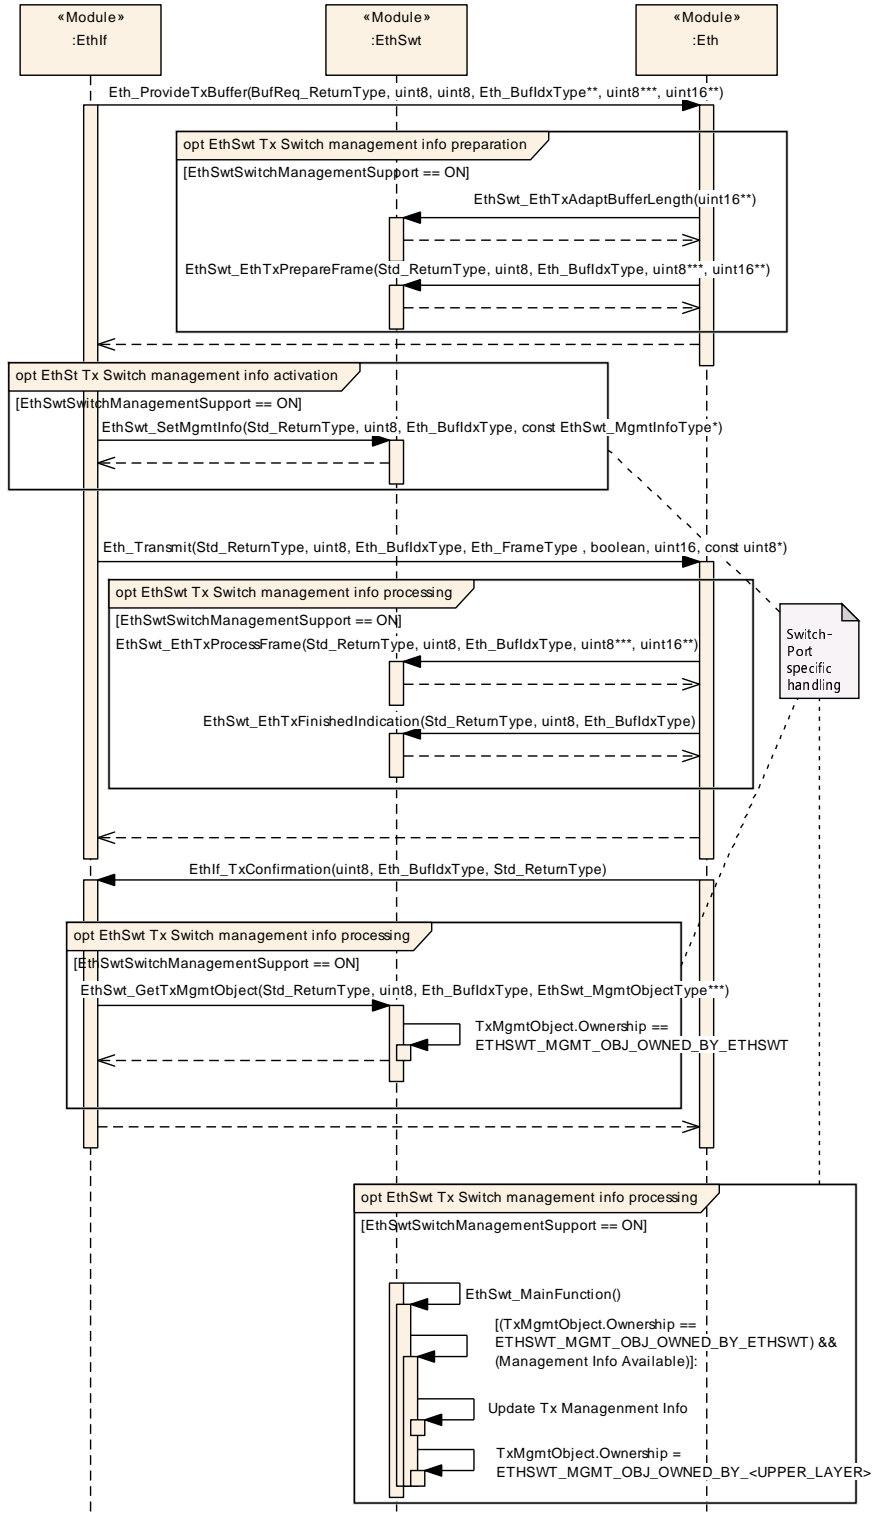 «Module»
:EthIf
«Module»
:EthSwt
«Module»
:Eth
Eth_ProvideTxBuffer(BufReq_ReturnType, uint8, uint8, Eth_BufIdxType**, uint8***, uint16**)
opt EthSwt Tx Switch management info preparation
[EthSwtSwitchManagementSupport == ON]
EthSwt_EthTxAdaptBufferLength(uint16**)
EthSwt_EthTxPrepareFrame(Std_ReturnType, uint8, Eth_BufIdxType, uint8***, uint16**)
opt EthSt Tx Switch management info activation
[EthSwtSwitchManagementSupport == ON]
EthSwt_SetMgmtInfo(Std_ReturnType, uint8, Eth_BufIdxType, const EthSwt_MgmtInfoType*)
Eth_Transmit(Std_ReturnType, uint8, Eth_BufIdxType, Eth_FrameType , boolean, uint16, const uint8*)
opt EthSwt Tx Switch management info processing
[EthSwtSwitchManagementSupport == ON]
EthSwt_EthTxProcessFrame(Std_ReturnType, uint8, Eth_BufIdxType, uint8***, uint16**)
Switch-
Port
specific
handling
EthSwt_EthTxFinishedIndication(Std_ReturnType, uint8, Eth_BufIdxType)
EthIf_TxConfirmation(uint8, Eth_BufIdxType, Std_ReturnType)
opt EthSwt Tx Switch management info processing
[EthSwtSwitchManagementSupport == ON]
EthSwt_GetTxMgmtObject(Std_ReturnType, uint8, Eth_BufIdxType, EthSwt_MgmtObjectType***)
TxMgmtObject.Ownership ==
ETHSWT_MGMT_OBJ_OWNED_BY_ETHSWT
opt EthSwt Tx Switch management info processing
[EthSwtSwitchManagementSupport == ON]
EthSwt_MainFunction()
[(TxMgmtObject.Ownership ==
ETHSWT_MGMT_OBJ_OWNED_BY_ETHSWT) &&
(Management Info Available)]:
Update Tx Managenment Info
TxMgmtObject.Ownership =
ETHSWT_MGMT_OBJ_OWNED_BY_<UPPER_LAYER>